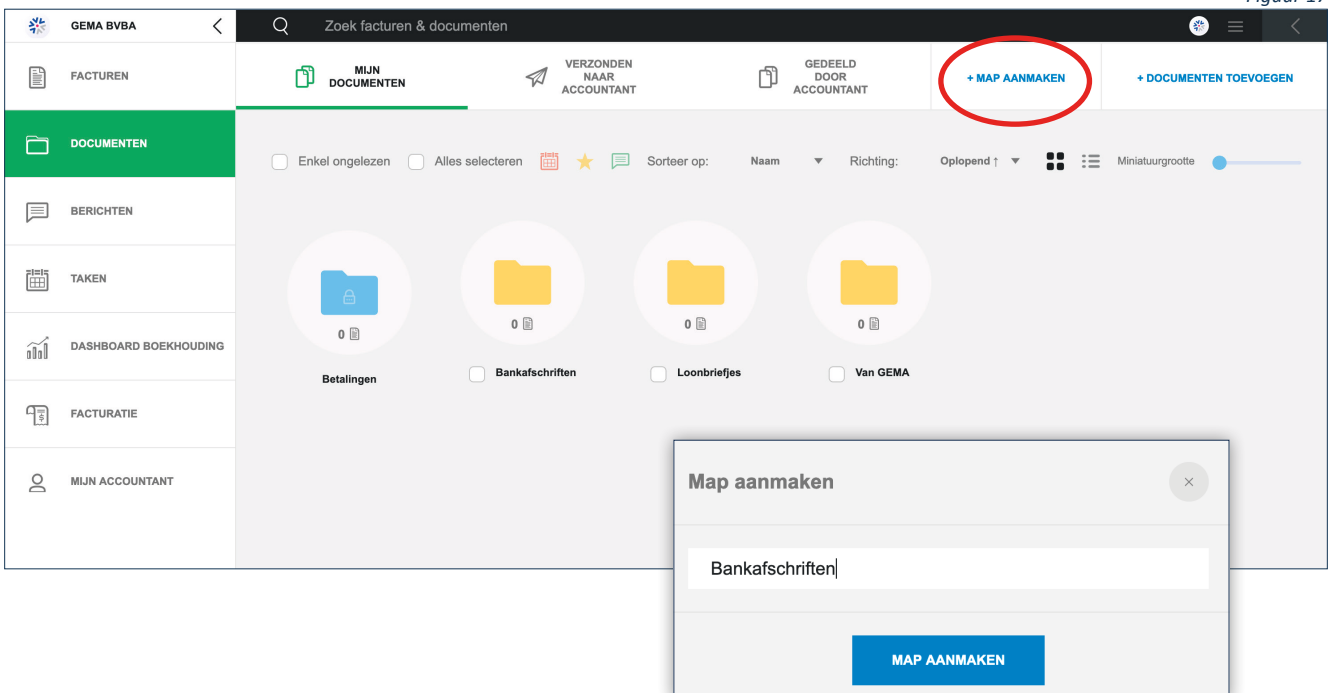 GEMA BVBA
Zoek facturen & documenten
FACTUREN
MIJN
DOCUMENTEN
VERZONDEN
NAAR
ACCOUNTANT
GEDEELD
DOOR
ACCOUNTANT
+ MAP AANMAKEN
+ DOCUMENTEN TOEVOEGEN
DOCUMENTEN
Enkel ongelezen
Alles selecteren
Sorteer op:
Naam
Richting:
Oplopend ↑
Miniatuurgrootte
BERICHTEN
TAKEN
DASHBOARD BOEKHOUDING
FACTURATIE
MIJN ACCOUNTANT
0
Betalingen
0
Bankafschriften
0
Loonbriefjes
0
Van GEMA
Map aanmaken
Bankafschriften
MAP AANMAKEN